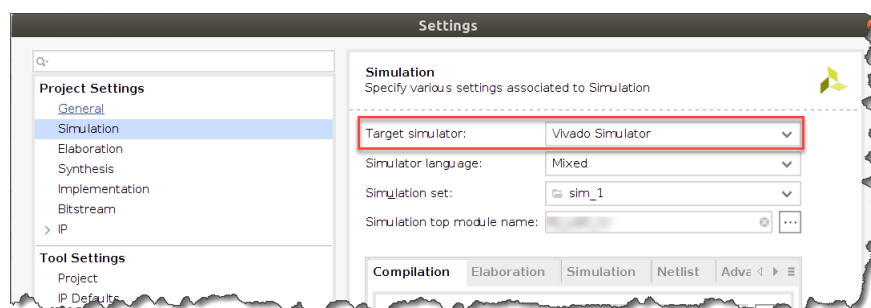 Settings
Q-
Project Settings
General
Simulation
Elaboration
Synthesis
Implementation
Bitstream
> IP
Tool Settings
Project
IP Defaults
Simulation
Specify various settings associated to Simulation
Target simulator: Vivado Simulator
Simulator language: Mixed
Simulation set: sim_1
Simulation top module name:
Compilation Elaboration Simulation Netlist Adva